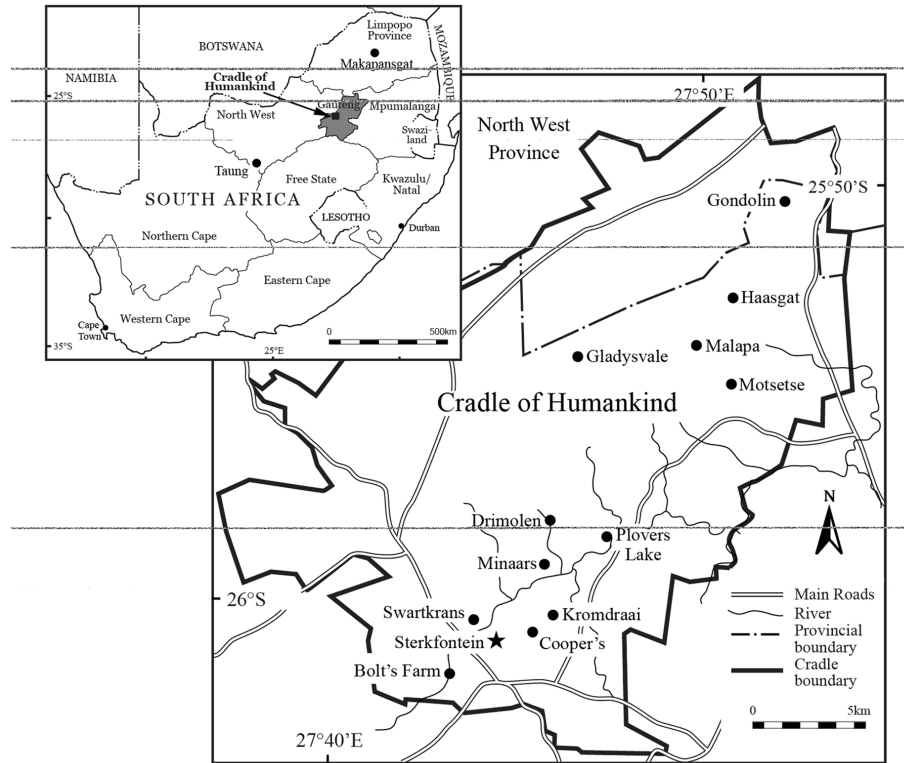 Limpopo
Province
BOTSWANA
Makapansgat
MOZAMBIQUE
NAMIBIA
Cradle of
Humankind
25°S
Gauteng
Mpumalanga
North West
Swazi-
land
Taung
Free State
Kwazulu/
Natal
SOUTH AFRICA
LESOTHO
Durban
Northern Cape
Eastern Cape
Western Cape
Cape
Town
0 500km
35°S
25°E
27°50’E
North West
Province
25°50’S
Gondolin
Haasgat
Malapa
Gladysvale
Motsetse
Cradle of Humankind
N
Drimolen
Plovers
Lake
Minaars
26°S
Swartkrans
Kromdraai
Sterkfontein
Cooper’s
Bolt’s Farm
27°40’E
Main Roads
River
Provincial
boundary
Cradle
boundary
0 5km